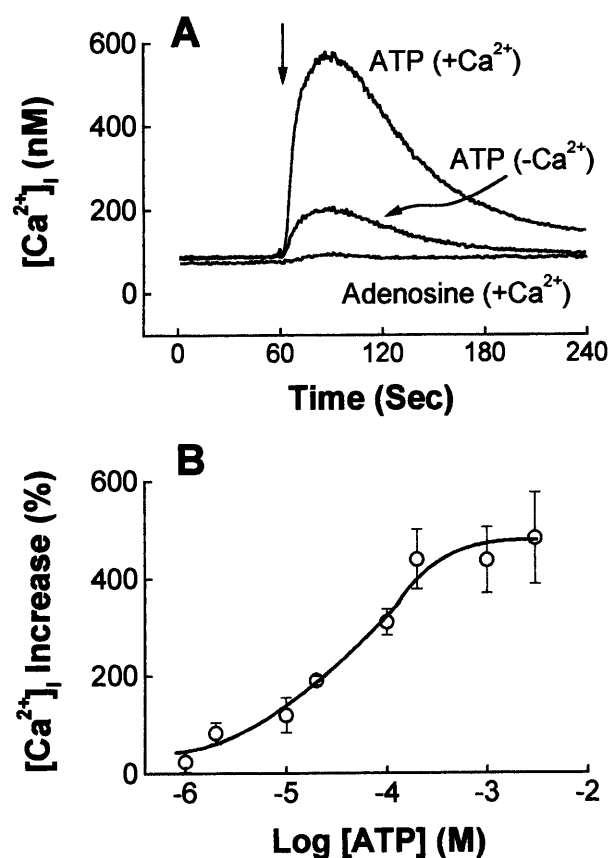 A
600
400
200
0
[Ca²⁺]ᵢ (nM)
ATP (+Ca²⁺)
ATP (-Ca²⁺)
Adenosine (+Ca²⁺)
0 60 120 180 240
Time (Sec)
B
600
400
200
0
[Ca²⁺]ᵢ Increase (%)
-6 -5 -4 -3 -2
Log [ATP] (M)